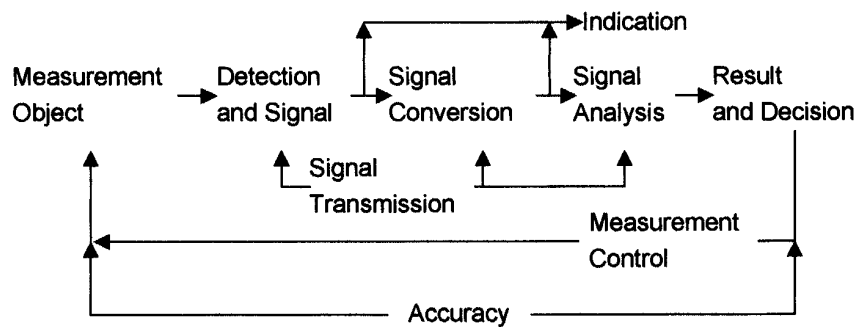 Indication
Measurement
Object
Detection
and Signal
Signal
Conversion
Signal
Analysis
Result
and Decision
Signal
Transmission
Measurement
Control
Accuracy